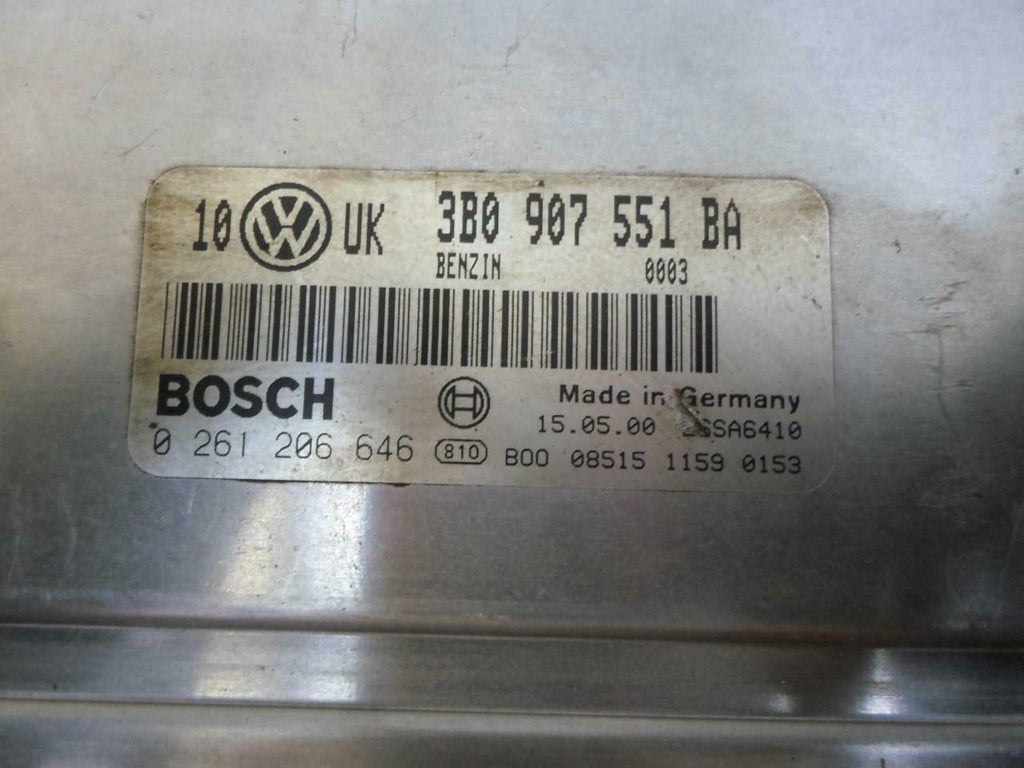 10 VW UK 3B0 907 551 BA
BENZIN 0003
BOSCH Made in Germany
15.05.00
0 261 206 646 810 B00 08515 1159 0153